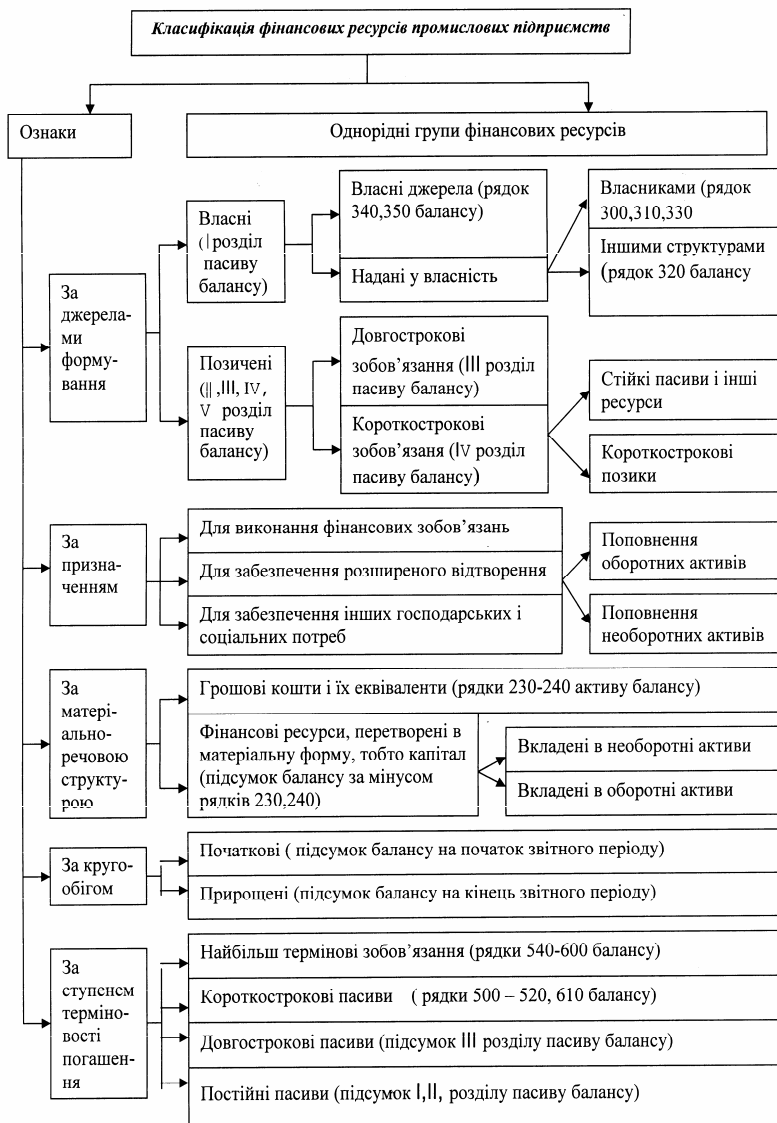 Класифікація фінансових ресурсів промислових підприємств
Ознаки
Однорідні групи фінансових ресурсів
За
джерела-
ми
форму-
вання
Власні
(І розділ
пасиву
балансу)
Власні джерела (рядок
340,350 балансу)
Надані у власність
Власниками (рядок
300,310,330
Іншими структурами
(рядок 320 балансу
Позичені
(ІІ ,ІІІ, IV,
V розділ
пасиву
балансу)
Довгострокові
зобов’язання (ІІІ розділ
пасиву балансу)
Короткострокові
зобов’язаня (IV розділ
пасиву балансу)
Стійкі пасиви і інші
ресурси
Короткострокові
позики
За
призна-
ченням
Для виконання фінансових зобов’язань
Для забезпечення розширеного відтворення
Для забезпечення інших господарських і
соціальних потреб
Поповнення
оборотних активів
Поповнення
необоротних активів
За
матері-
ально-
речовою
структу-
рою
Грошові кошти і їх еквіваленти (рядки 230-240 активу балансу)
Фінансові ресурси, перетворені в
матеріальну форму, тобто капітал
(підсумок балансу за мінусом
рядків 230,240)
Вкладені в необоротні активи
Вкладені в оборотні активи
За круго-
обігом
Початкові ( підсумок балансу на початок звітного періоду)
Прирощені (підсумок балансу на кінець звітного періоду)
За
ступенем
терміно-
вості
погашен-
ня
Найбільш термінові зобов’язання (рядки 540-600 балансу)
Короткострокові пасиви ( рядки 500 – 520, 610 балансу)
Довгострокові пасиви (підсумок ІІІ розділу пасиву балансу)
Постійні пасиви (підсумок І,ІІ, розділу пасиву балансу)